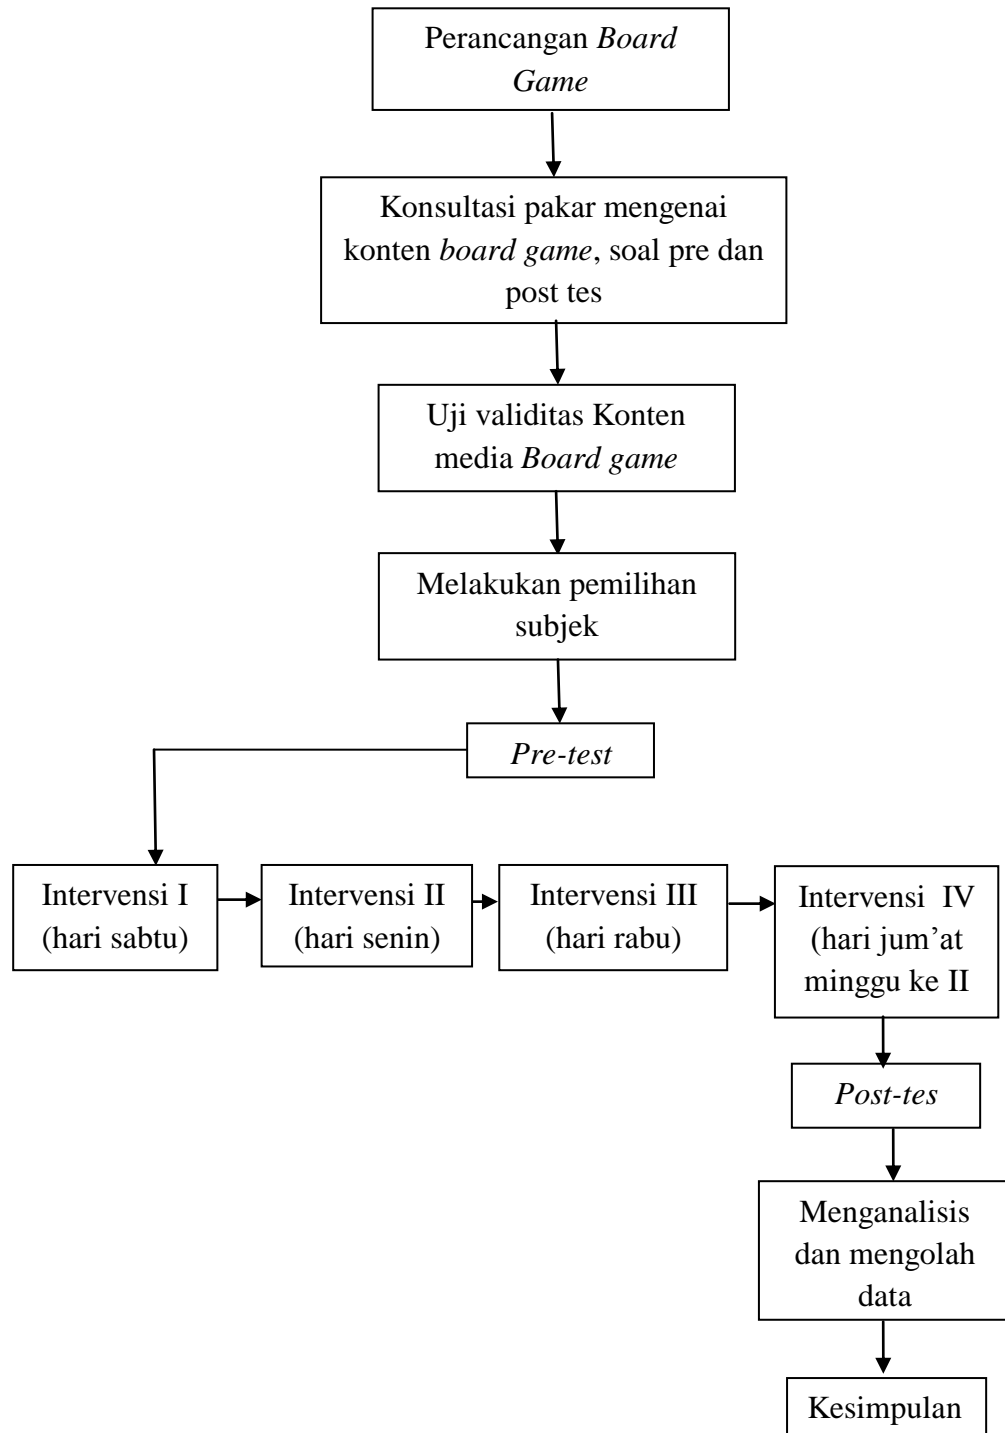 Perancangan Board
Game
Konsultasi pakar mengenai
konten board game, soal pre dan
post tes
Uji validitas Konten
media Board game
Melakukan pemilihan
subjek
Pre-test
Intervensi I
(hari sabtu)
Intervensi II
(hari senin)
Intervensi III
(hari rabu)
Intervensi  IV
(hari jum’at
minggu ke II
Post-tes
Menganalisis
dan mengolah
data
Kesimpulan